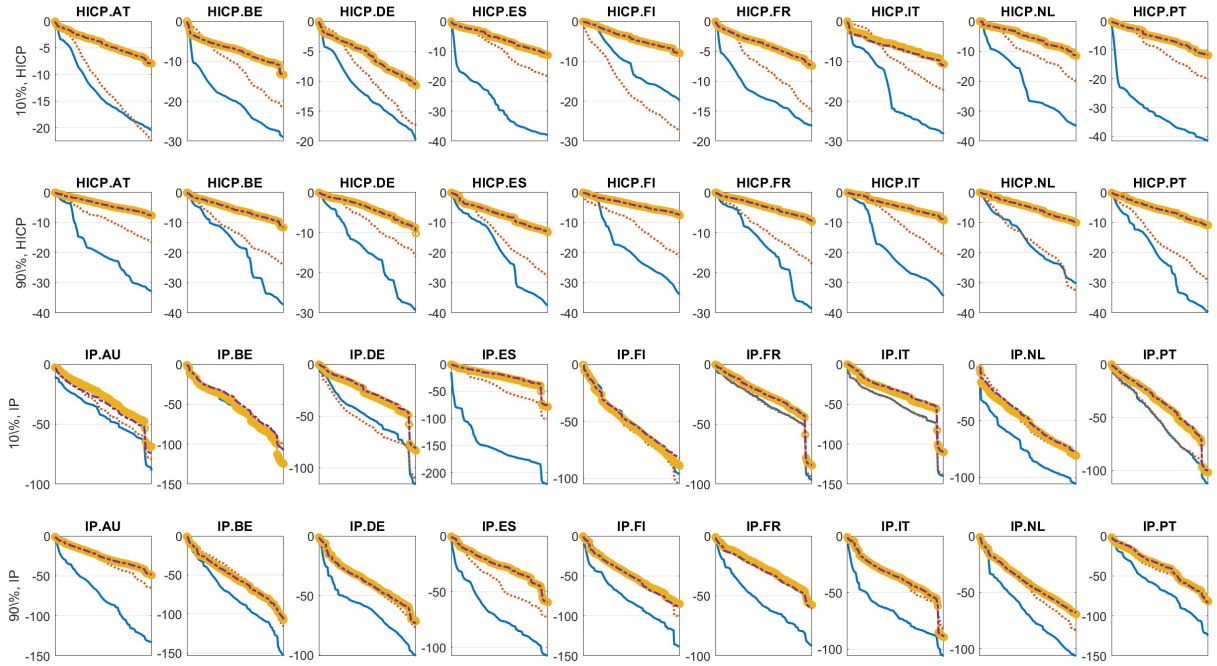 HICP.AT HICP.BE HICP.DE HICP.ES HICP.FI HICP.FR HICP.IT HICP.NL HICP.PT
10\%, HICP
0 -5 -10 -15 -20
0 -10 -20 -30
0 -5 -10 -15 -20
0 -10 -20 -30 -40
0 -10 -20 -30
0 -5 -10 -15 -20
0 -10 -20 -30
0 -10 -20 -30 -40
0 -10 -20 -30 -40
HICP.AT HICP.BE HICP.DE HICP.ES HICP.FI HICP.FR HICP.IT HICP.NL HICP.PT
90\%, HICP
0 -10 -20 -30 -40
0 -10 -20 -30 -40
0 -10 -20 -30
0 -10 -20 -30 -40
0 -10 -20 -30 -40
0 -10 -20 -30
0 -10 -20 -30 -40
0 -10 -20 -30 -40
0 -10 -20 -30 -40
IP.AU IP.BE IP.DE IP.ES IP.FI IP.FR IP.IT IP.NL IP.PT
10\%, IP
0 -50 -100
0 -50 -100 -150
0 -50 -100
0 -50 -100 -150 -200
0 -50 -100
0 -50 -100
0 -50 -100 -150
0 -50 -100
0 -50 -100
IP.AU IP.BE IP.DE IP.ES IP.FI IP.FR IP.IT IP.NL IP.PT
90\%, IP
0 -50 -100 -150
0 -50 -100 -150
0 -50 -100
0 -50 -100
0 -50 -100
0 -50 -100
0 -50 -100
0 -50 -100
0 -50 -100 -150